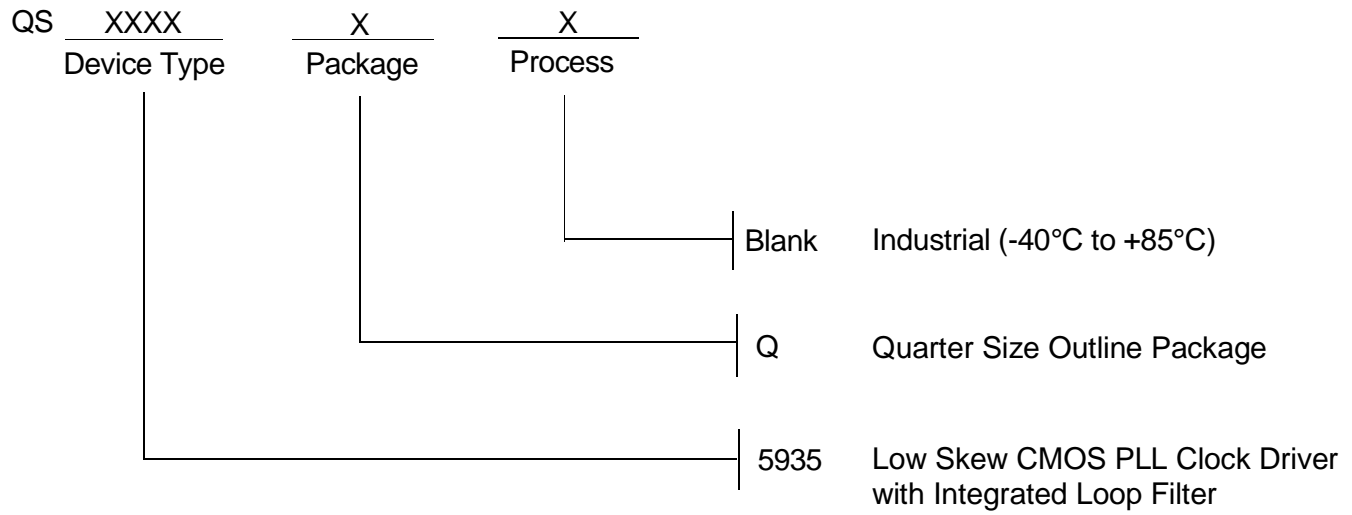 QS XXXX X X
Device Type Package Process
Blank Industrial (-40°C to +85°C)
Q Quarter Size Outline Package
5935 Low Skew CMOS PLL Clock Driver
with Integrated Loop Filter